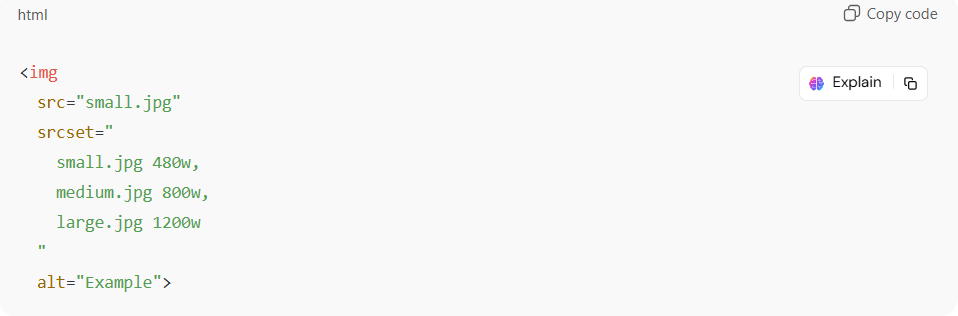 html
Copy code
<img
Explain
src="small.jpg"
srcset="
small.jpg 480w,
medium.jpg 800w,
large.jpg 1200w
"
alt="Example">